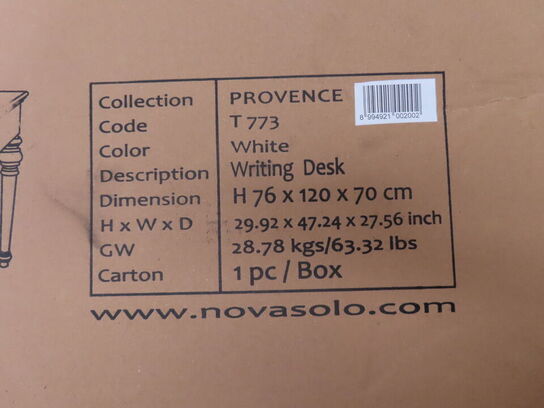 Collection PROVENCE
8 994921 002002
Code T 773
Color White
Description Writing Desk
Dimension H 76 x 120 x 70 cm
H x W x D 29.92 x 47.24 x 27.56 inch
GW 28.78 kgs/63.32 lbs
Carton 1 pc / Box
www.novasolo.com